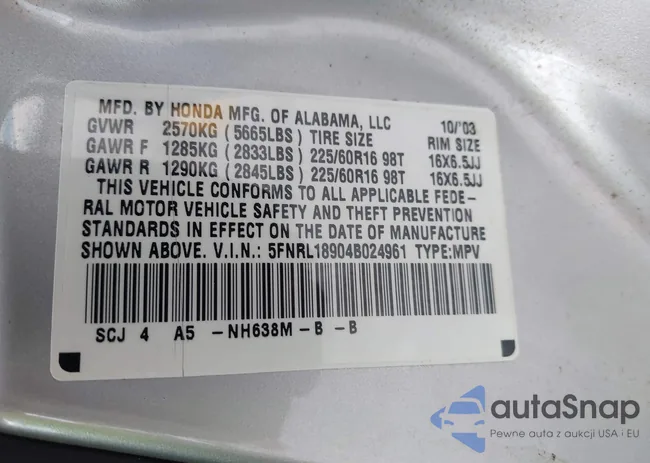 MFD. BY HONDA MFG. OF ALABAMA, LLC 10/'03
GVWR 2570KG (5665LBS) TIRE SIZE RIM SIZE
GAWR F 1285KG (2833LBS) 225/60R16 98T 16X6.5JJ
GAWR R 1290KG (2845LBS) 225/60R16 98T 16X6.5JJ
THIS VEHICLE CONFORMS TO ALL APPLICABLE FEDE-
RAL MOTOR VEHICLE SAFETY AND THEFT PREVENTION
STANDARDS IN EFFECT ON THE DATE OF MANUFACTURE
SHOWN ABOVE. V.I.N.: 5FNRL18904B024961 TYPE:MPV
SCJ 4 A5 -NH638M-B -B
autaSnap
Pewne auta z aukcji USA i EU